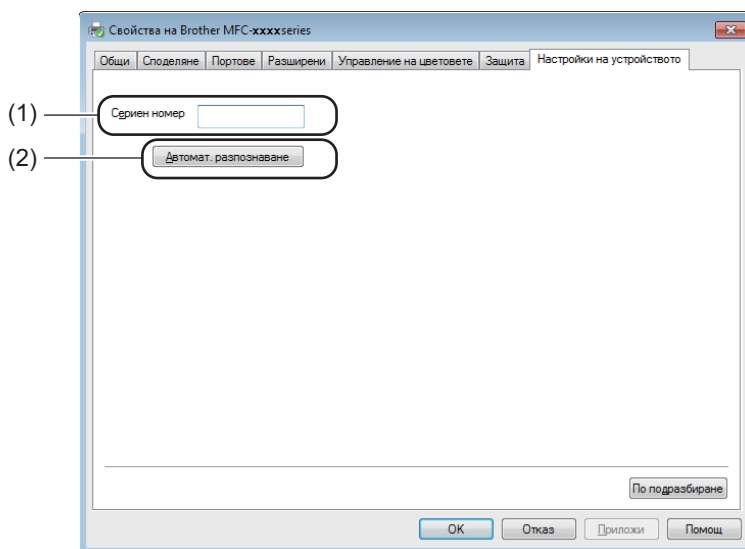 Свойства на Brother MFC-xxxxseries
Общи Споделяне Портове Разширени Управление на цветовете Защита Настройки на устройството
(1) Сериен номер
(2) Автомат. разпознаване
По подразбиране
OK Отказ Приложи Помощ